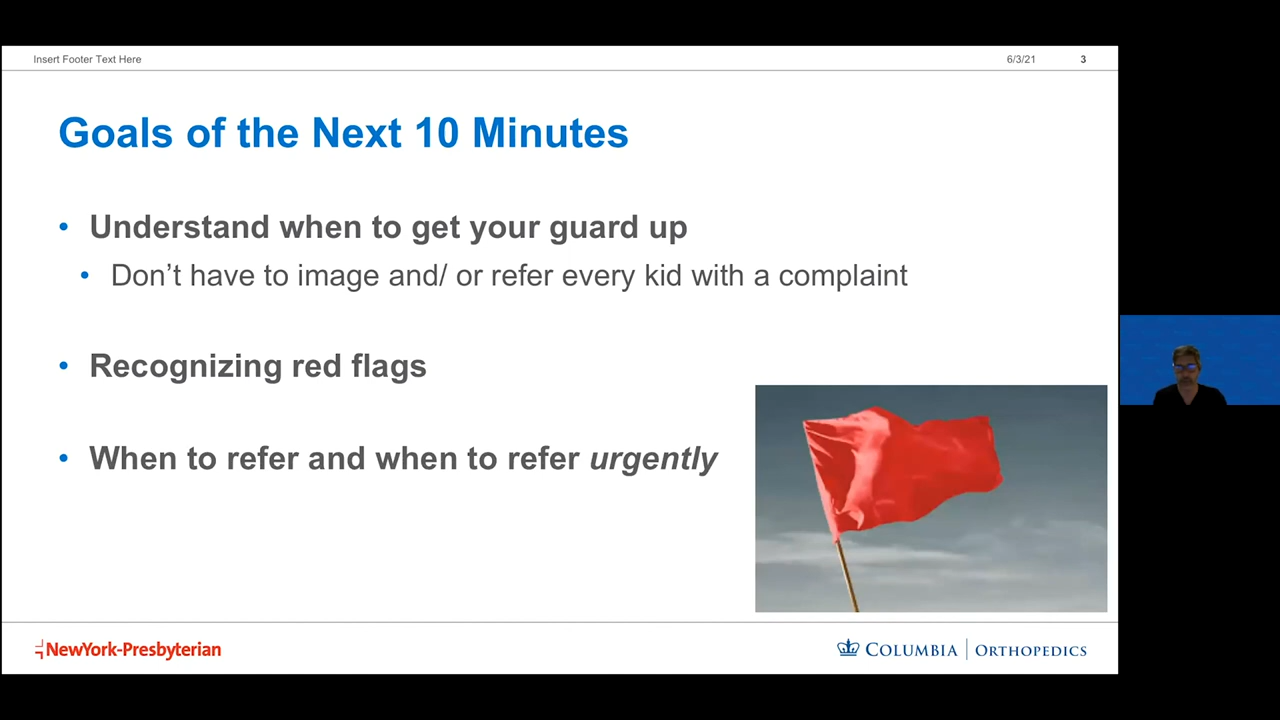 Insert Footer Text Here
6/3/21
3
Goals of the Next 10 Minutes
• Understand when to get your guard up
• Don’t have to image and/ or refer every kid with a complaint
• Recognizing red flags
• When to refer and when to refer urgently
NewYork-Presbyterian
COLUMBIA | ORTHOPEDICS